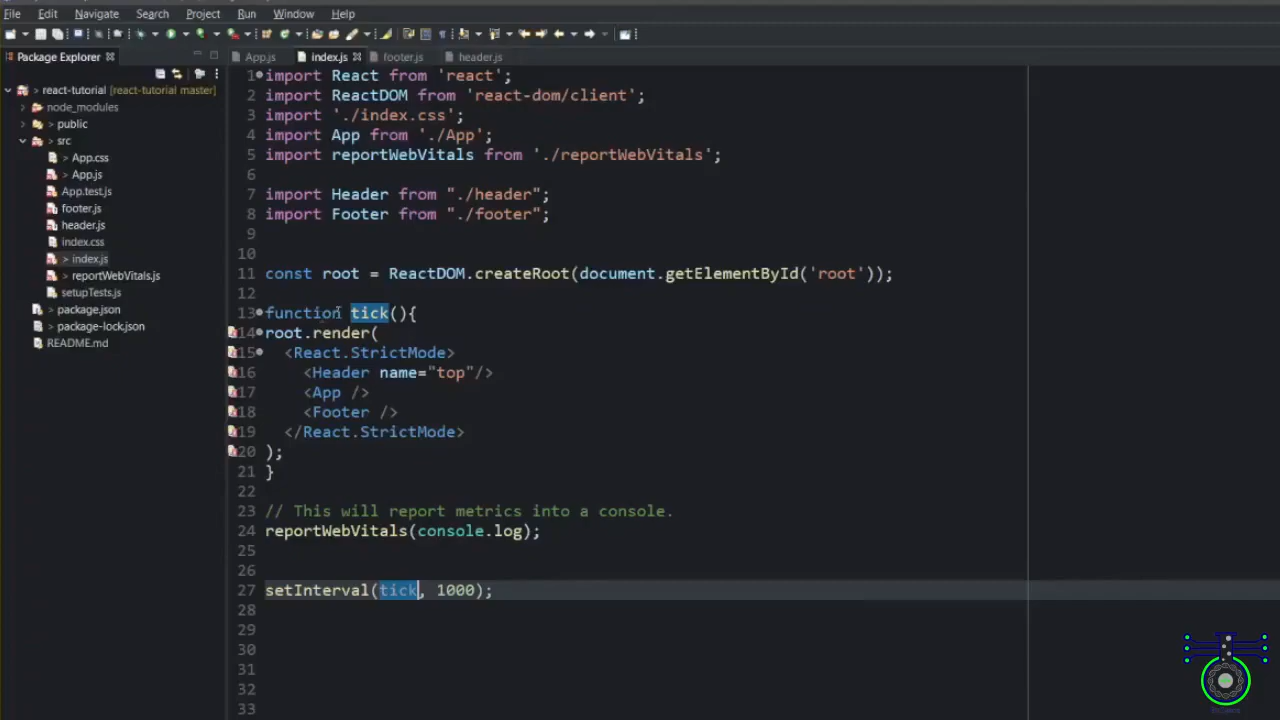 File Edit Navigate Search Project Run Window Help
Package Explorer
App.js index.js footer.js header.js
> react-tutorial [react-tutorial master]
node_modules
> public
> src
> App.css
> App.js
App.test.js
footer.js
header.js
index.css
> index.js
> reportWebVitals.js
setupTests.js
> package.json
> package-lock.json
README.md
1 import React from 'react';
2 import ReactDOM from 'react-dom/client';
3 import './index.css';
4 import App from './App';
5 import reportWebVitals from './reportWebVitals';
6
7 import Header from "./header";
8 import Footer from "./footer";
9
10
11 const root = ReactDOM.createRoot(document.getElementById('root'));
12
13 function tick(){
14 root.render(
15 <React.StrictMode>
16 <Header name="top"/>
17 <App />
18 <Footer />
19 </React.StrictMode>
20 );
21 }
22
23 // This will report metrics into a console.
24 reportWebVitals(console.log);
25
26
27 setInterval(tick, 1000);
28
29
30
31
32
33